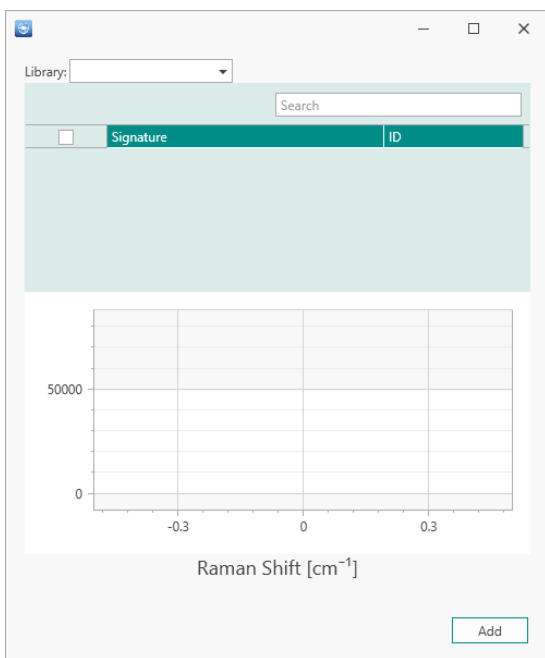 Library:
Search
Signature ID
50000
0
-0.3 0 0.3
Raman Shift [cm⁻¹]
Add